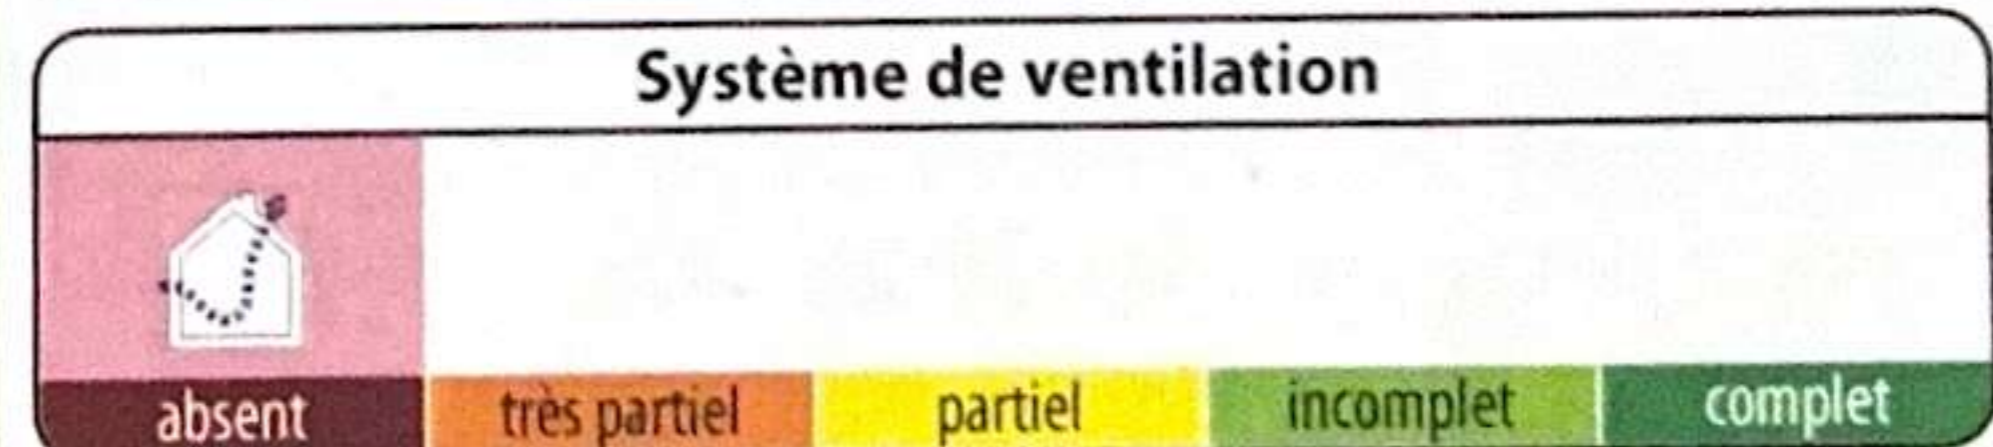 Système de ventilation
absent très partiel partiel incomplet complet